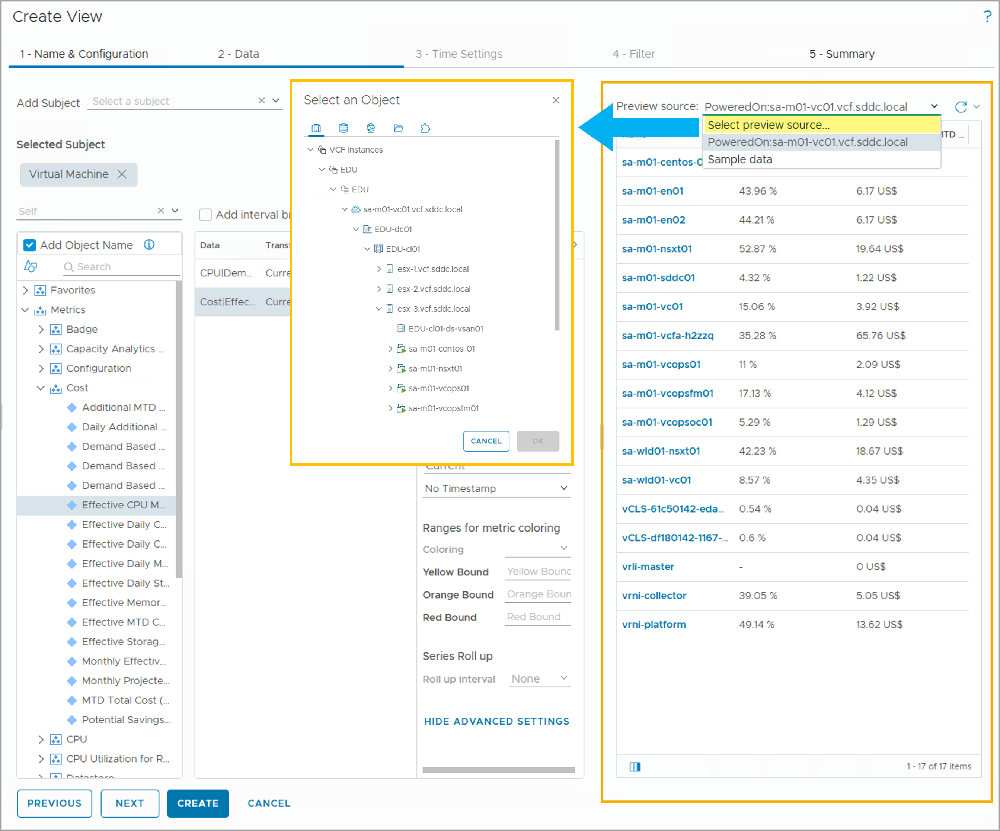 Create View
?
1 - Name & Configuration
2 - Data
3 - Time Settings
4 - Filter
5 - Summary
Add Subject
Select a subject
Selected Subject
Virtual Machine
Self
Add Object Name
Search
Favorites
Metrics
Badge
Capacity Analytics ...
Configuration
Cost
Additional MTD ...
Daily Additional ...
Demand Based ...
Demand Based ...
Demand Based ...
Effective CPU M...
Effective Daily C...
Effective Daily C...
Effective Daily M...
Effective Daily St...
Effective Memor...
Effective MTD C...
Effective Storag...
Monthly Effectiv...
Monthly Projecte...
MTD Total Cost (...
Potential Savings...
CPU
CPU Utilization for R...
Datastore
Add interval br
Data Trans
CPU|Dem... Curre
Cost|Effec... Curre
Select an Object
VCF Instances
EDU
EDU
sa-m01-vc01.vcf.sddc.local
EDU-dc01
EDU-cl01
esx-1.vcf.sddc.local
esx-2.vcf.sddc.local
esx-3.vcf.sddc.local
EDU-cl01-ds-vsan01
sa-m01-centos-01
sa-m01-nsxt01
sa-m01-vcops01
sa-m01-vcopsfm01
CANCEL OK
Current
No Timestamp
Ranges for metric coloring
Coloring
Yellow Bound Yellow Bound
Orange Bound Orange Boun
Red Bound Red Bound
Series Roll up
Roll up interval None
HIDE ADVANCED SETTINGS
Preview source: PoweredOn:sa-m01-vc01.vcf.sddc.local
Select preview source...
PoweredOn:sa-m01-vc01.vcf.sddc.local
Sample data
Name
MTD ...
sa-m01-centos-0
sa-m01-en01 43.96 % 6.17 US$
sa-m01-en02 44.21 % 6.17 US$
sa-m01-nsxt01 52.87 % 19.64 US$
sa-m01-sddc01 4.32 % 1.22 US$
sa-m01-vc01 15.06 % 3.92 US$
sa-m01-vcfa-h2zzq 35.28 % 65.76 US$
sa-m01-vcops01 11 % 2.09 US$
sa-m01-vcopsfm01 17.13 % 4.12 US$
sa-m01-vcopsoc01 5.29 % 1.29 US$
sa-wld01-nsxt01 42.23 % 18.67 US$
sa-wld01-vc01 8.57 % 4.35 US$
vCLS-61c50142-eda... 0.54 % 0.04 US$
vCLS-df180142-1167-... 0.6 % 0.04 US$
vrli-master - 0 US$
vrni-collector 39.05 % 5.05 US$
vrni-platform 49.14 % 13.62 US$
1 - 17 of 17 items
PREVIOUS NEXT CREATE CANCEL